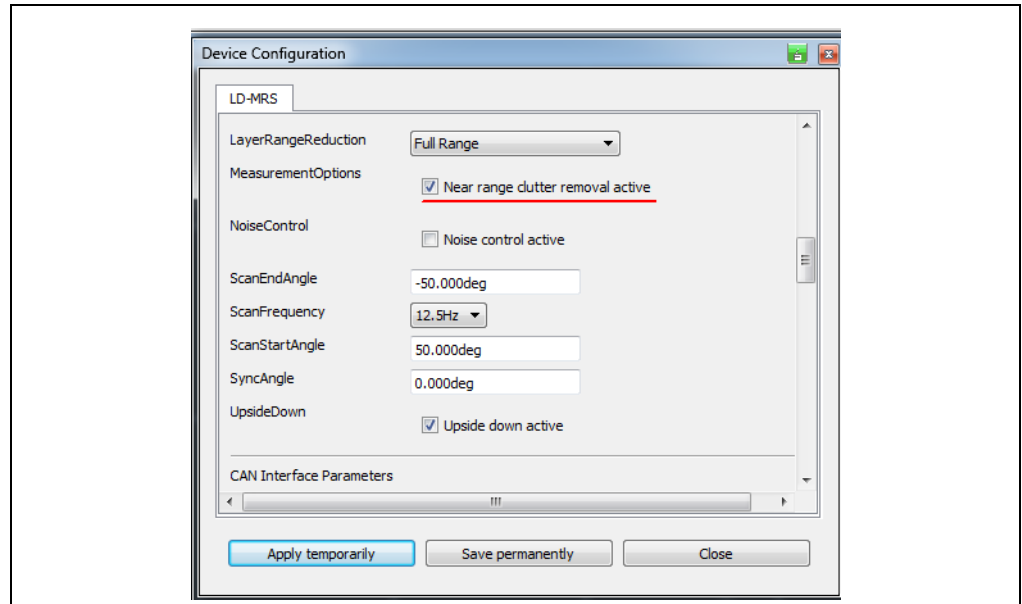 Device Configuration
LD-MRS
LayerRangeReduction Full Range
MeasurementOptions
Near range clutter removal active
NoiseControl
Noise control active
ScanEndAngle -50.000deg
ScanFrequency 12.5Hz
ScanStartAngle 50.000deg
SyncAngle 0.000deg
UpsideDown
Upside down active
CAN Interface Parameters
Apply temporarily Save permanently Close